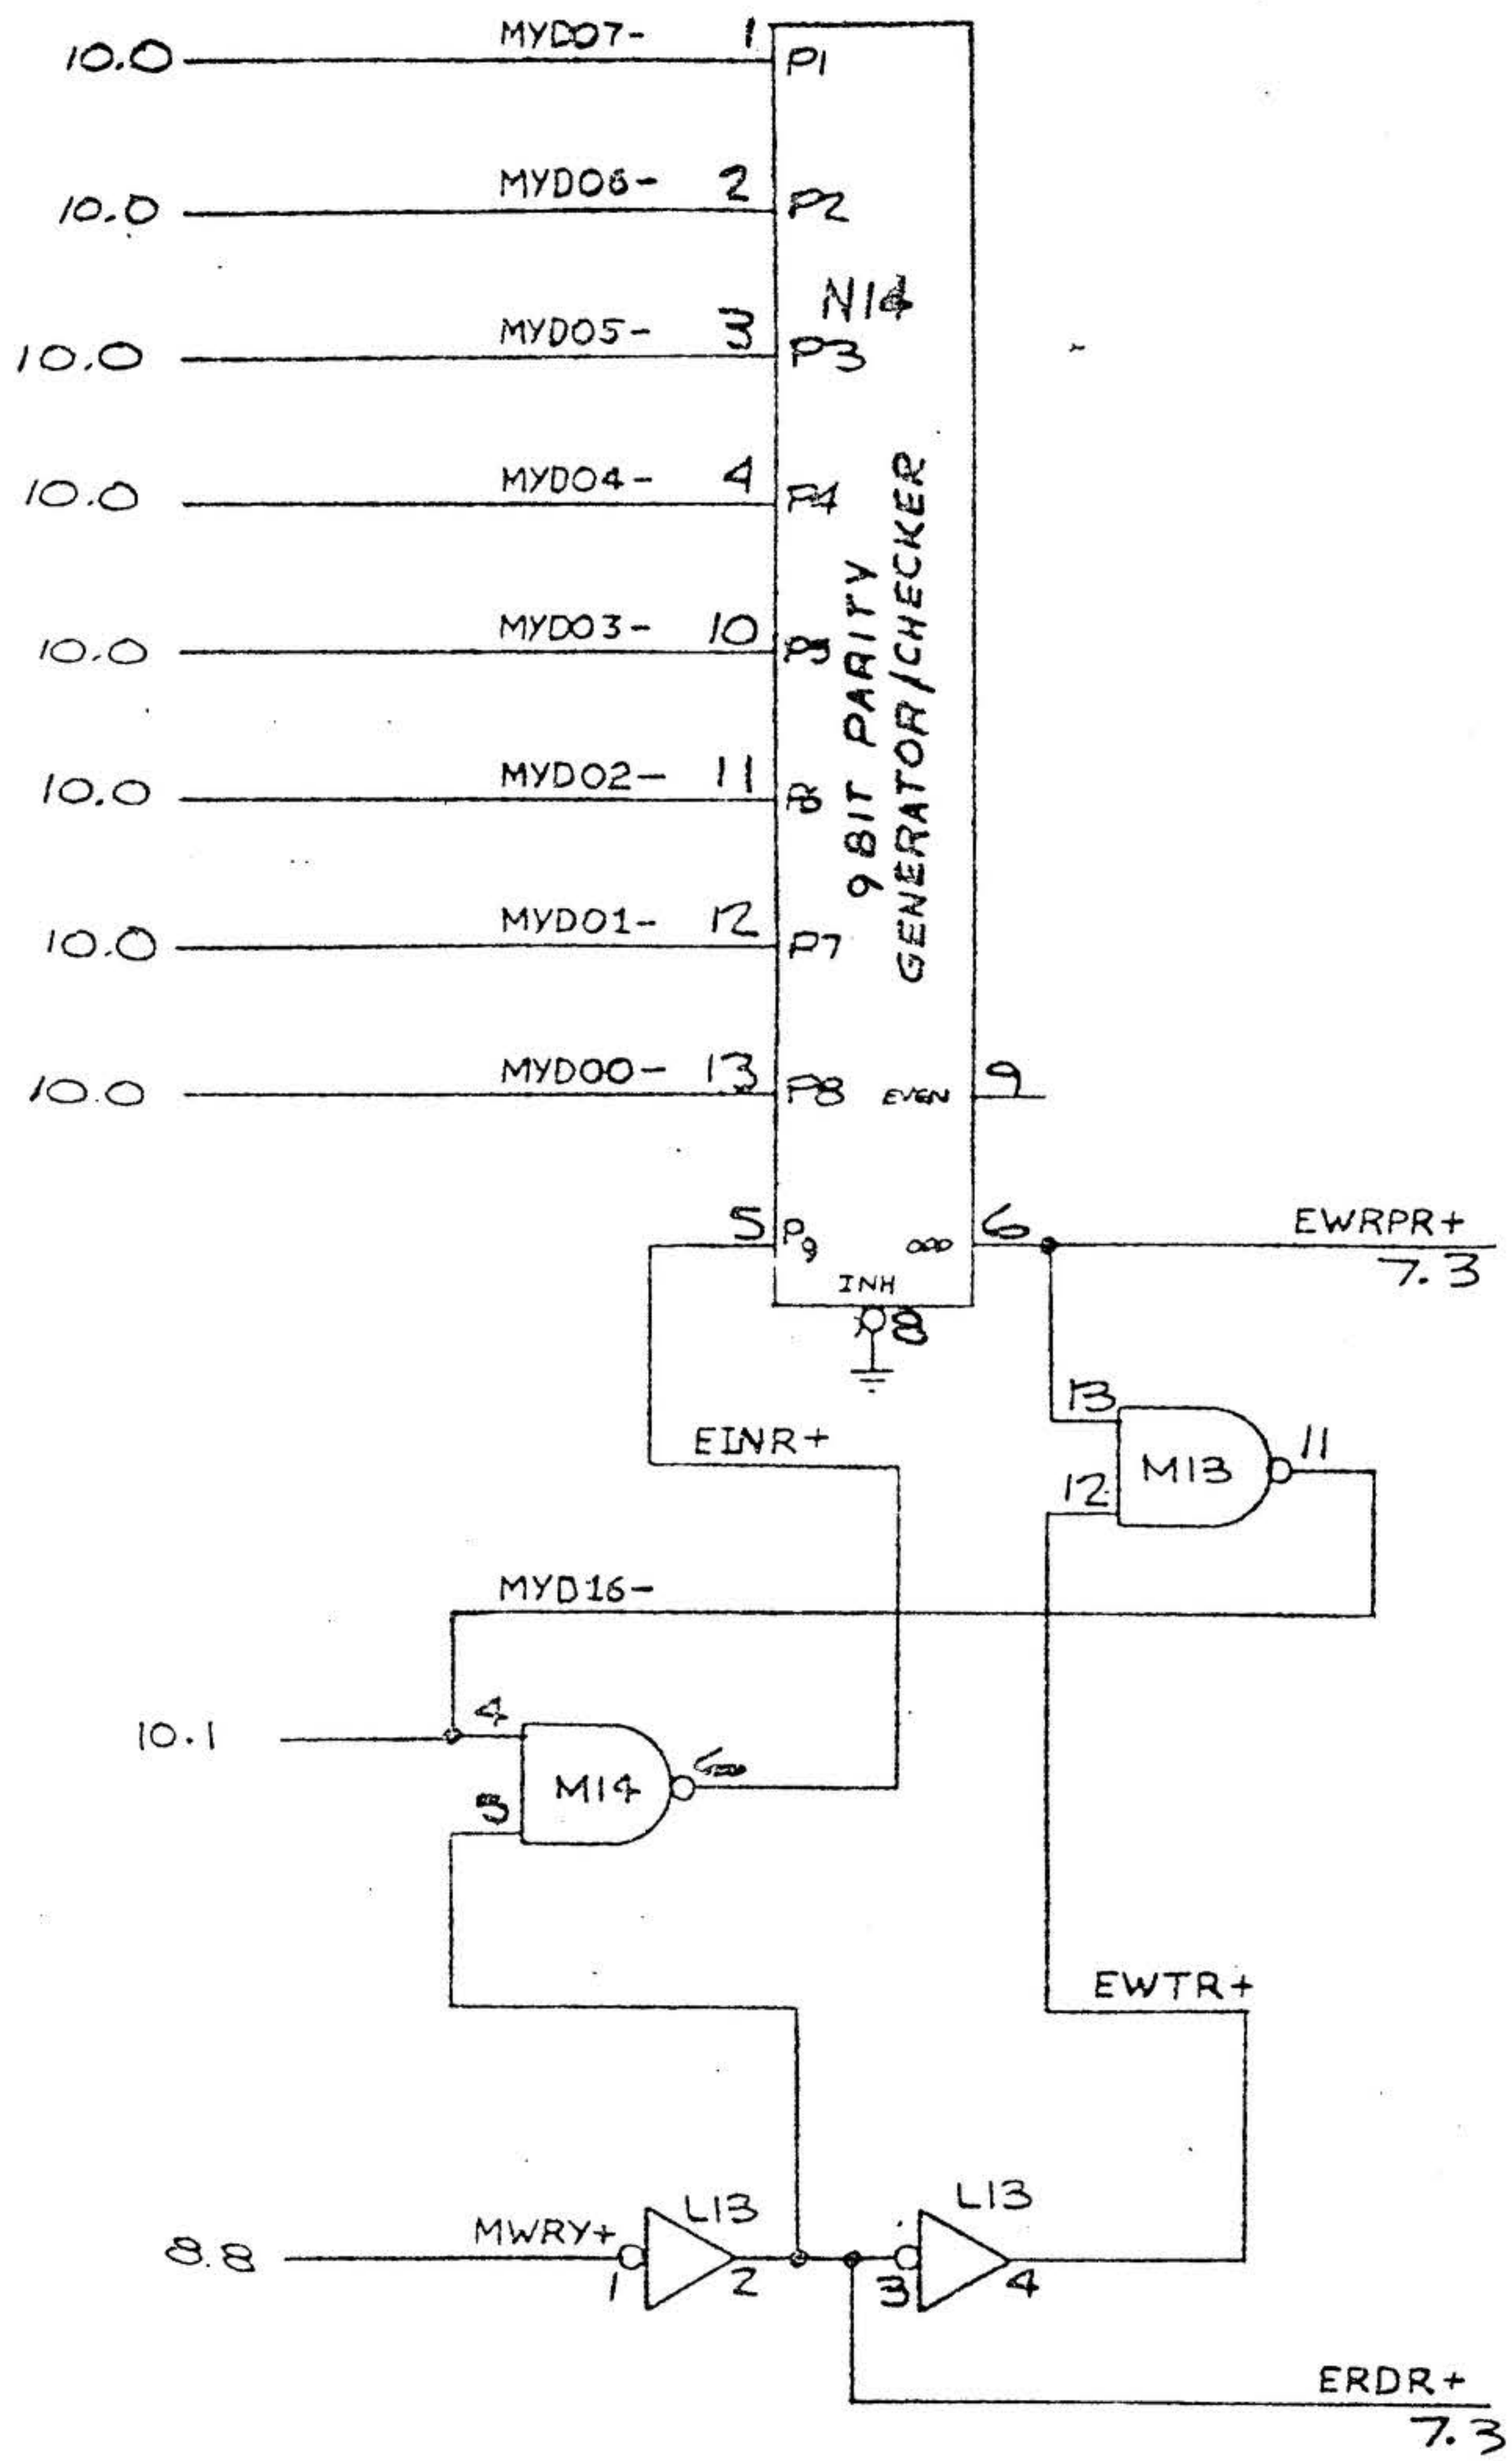 10.0 MYD07- 1 P1
10.0 MYD06- 2 P2
N14
10.0 MYD05- 3 P3
10.0 MYD04- 4 P4
9 BIT PARITY
GENERATOR/CHECKER
10.0 MYD03- 10 P5
10.0 MYD02- 11 P6
10.0 MYD01- 12 P7
10.0 MYD00- 13 P8 EVEN 9
5 P9 ODD 6 EWRPR+
7.3
INH
8
13
EINR+ 12 M13 11
MYD16-
10.1 4
M14 6
5
EWTR+
8.8 MWRY+ 1 L13 2 3 L13 4
ERDR+
7.3